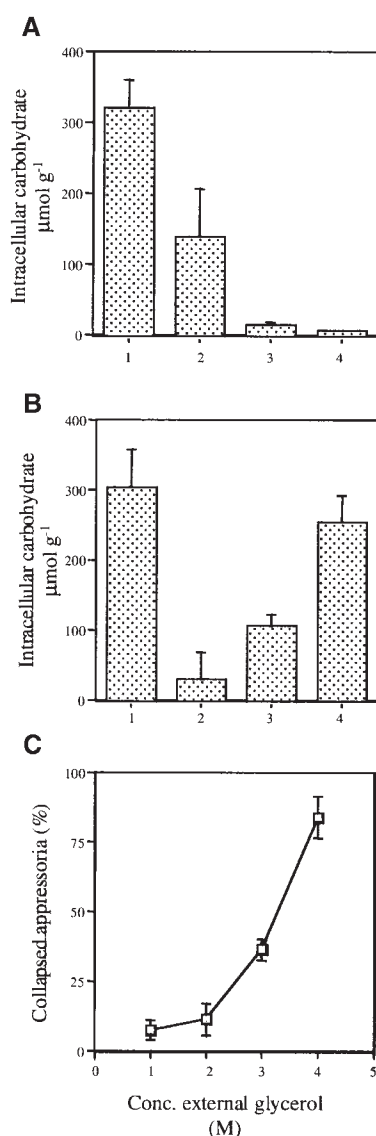 A
400
300
200
100
0
Intracellular carbohydrate
µmol g-1
1 2 3 4
B
400
300
200
100
0
Intracellular carbohydrate
µmol g-1
1 2 3 4
C
100
75
50
25
0
Collapsed appressoria (%)
0 1 2 3 4 5
Conc. external glycerol
(M)